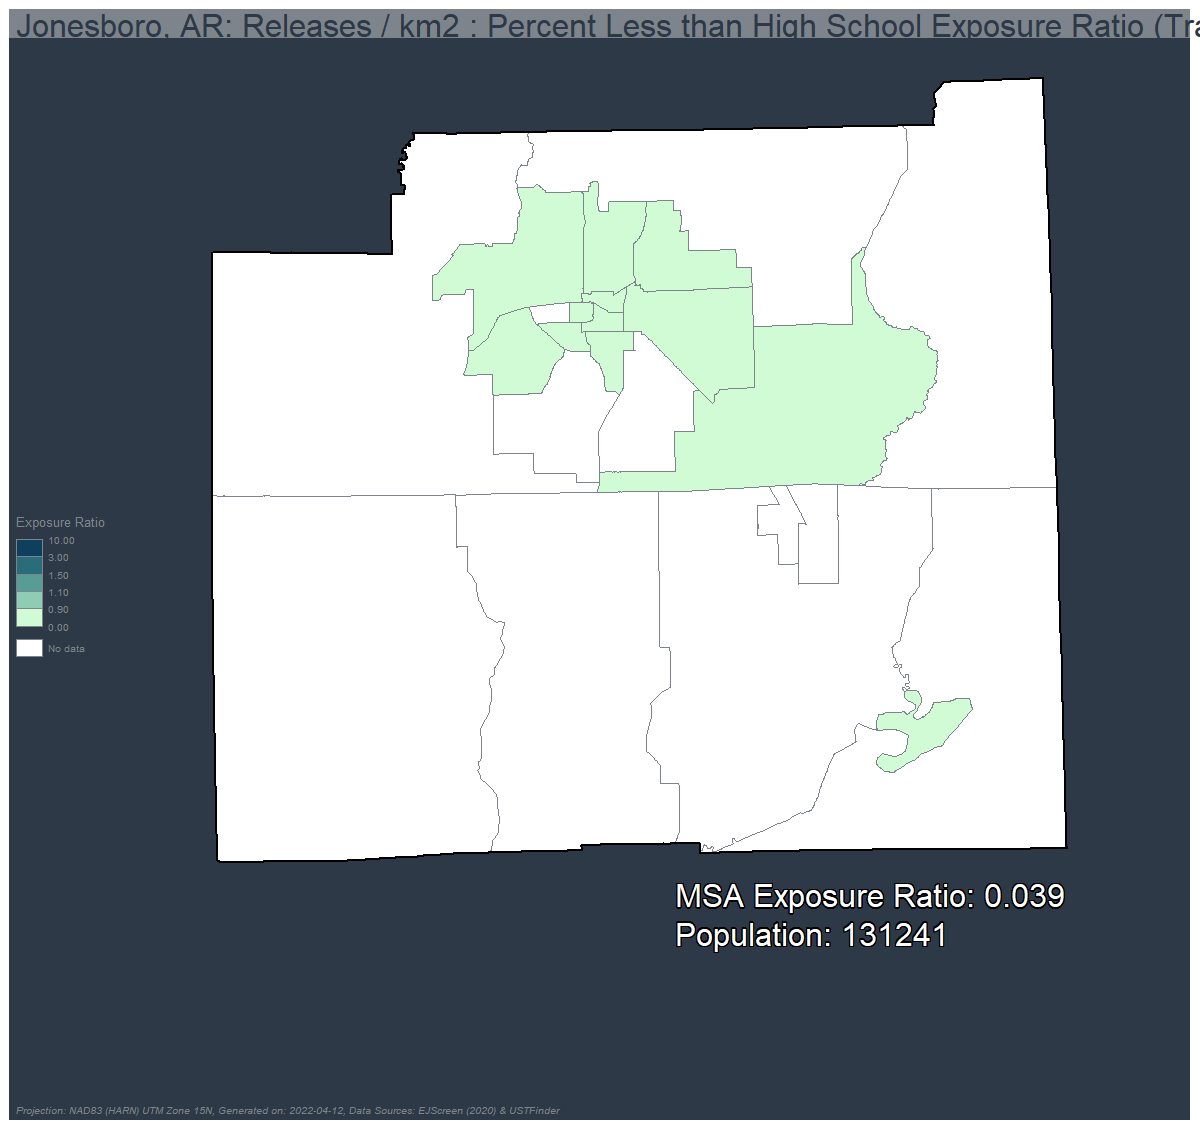 Jonesboro, AR: Releases / km2 : Percent Less than High School Exposure Ratio (Tra
Exposure Ratio
10.00
3.00
1.50
1.10
0.90
0.00
No data
MSA Exposure Ratio: 0.039
Population: 131241
Projection: NAD83 (HARN) UTM Zone 15N, Generated on: 2022-04-12, Data Sources: EJScreen (2020) & USTFinder